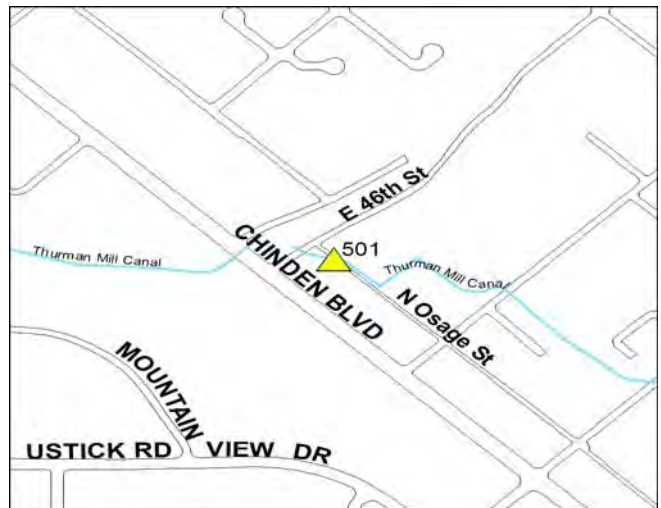 E 46th St
501
CHINDEN BLVD
Thurman Mill Canal
Thurman Mill Canal
N Osage St
MOUNTAIN
USTICK RD VIEW DR